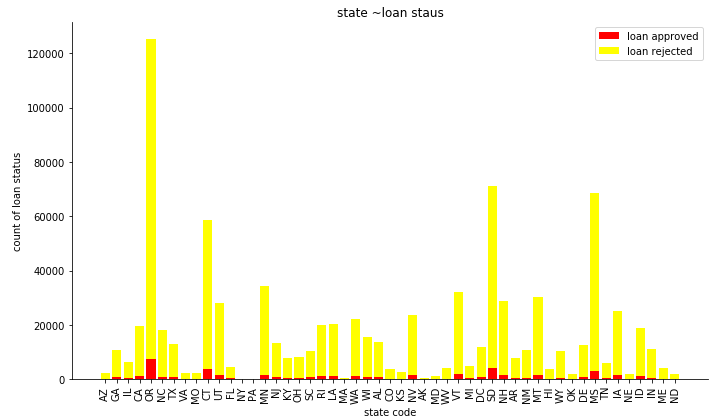 state ~loan staus
loan approved
loan rejected
120000
100000
80000
60000
40000
20000
0
count of loan status
AZ
GA
IL
CA
OR
NC
TX
VA
MO
CT
UT
FL
NY
PA
MN
NJ
KY
OH
SC
RI
LA
MA
WA
WI
AL
CO
KS
NV
AK
MD
WV
VT
MI
DC
SD
NH
AR
NM
MT
HI
WY
OK
DE
MS
TN
IA
NE
ID
IN
ME
ND
state code